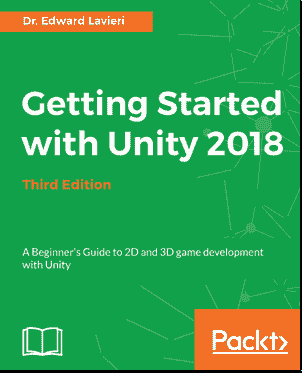 Dr. Edward Lavieri
Getting Started
with Unity 2018
Third Edition
A Beginner's Guide to 2D and 3D game development
with Unity
Packt>